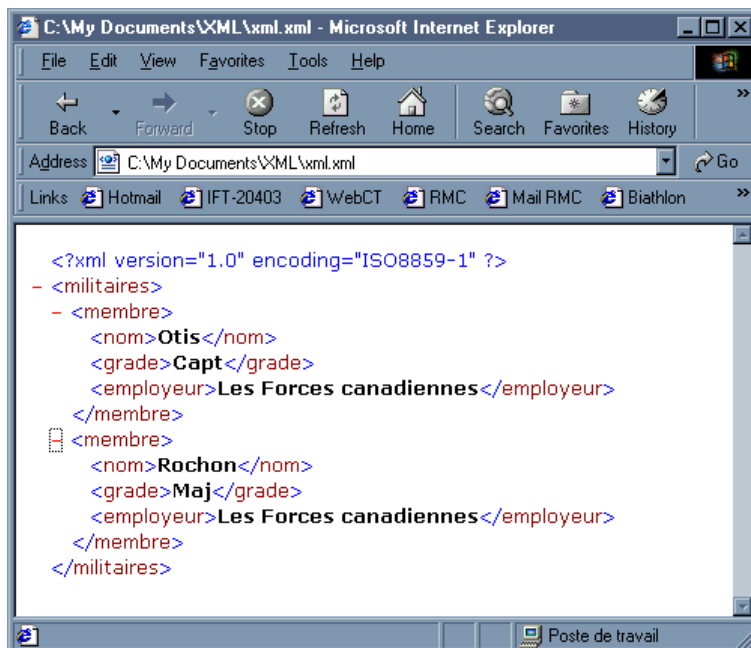 C:\My Documents\XML\xml.xml - Microsoft Internet Explorer
File Edit View Favorites Tools Help
Back Forward Stop Refresh Home Search Favorites History »
Address C:\My Documents\XML\xml.xml Go
Links Hotmail IFT-20403 WebCT RMC Mail RMC Biathlon »
<?xml version="1.0" encoding="ISO8859-1" ?>
- <militaires>
- <membre>
<nom>Otis</nom>
<grade>Capt</grade>
<employeur>Les Forces canadiennes</employeur>
</membre>
- <membre>
<nom>Rochon</nom>
<grade>Maj</grade>
<employeur>Les Forces canadiennes</employeur>
</membre>
</militaires>
Poste de travail